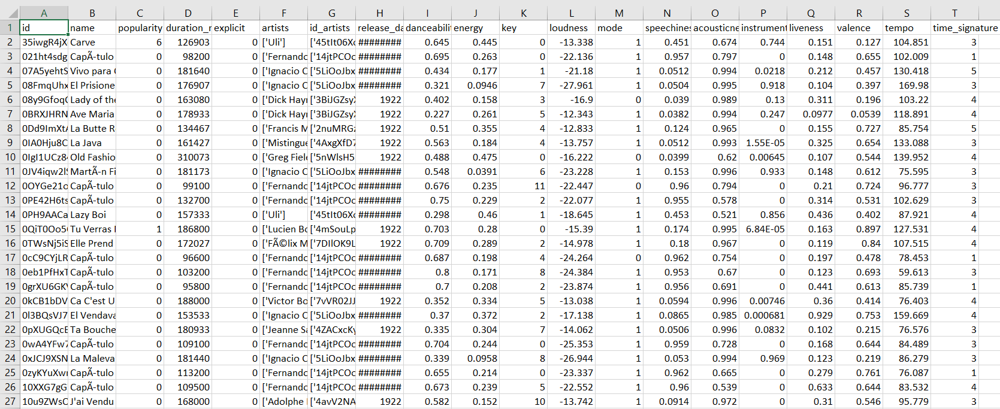 A B C D E F G H I J K L M N O P Q R S T
1 id name popularity duration_r explicit artists id_artists release_da danceabili energy key loudness mode speechines acousticne instrument liveness valence tempo time_signature
2 35iwgR4jX Carve 6 126903 0 ['Uli'] ['45tIt06Xc ######## 0.645 0.445 0 -13.338 1 0.451 0.674 0.744 0.151 0.127 104.851 3
3 021ht4sdg CapÃ-tulo 0 98200 0 ['Fernandc ['14jtPCOc ######## 0.695 0.263 0 -22.136 1 0.957 0.797 0 0.148 0.655 102.009 1
4 07A5yehtS Vivo para 0 181640 0 ['Ignacio C ['5LiOoJbx ######## 0.434 0.177 1 -21.18 1 0.0512 0.994 0.0218 0.212 0.457 130.418 5
5 08FmqUhx El Prisione 0 176907 0 ['Ignacio C ['5LiOoJbx ######## 0.321 0.0946 7 -27.961 1 0.0504 0.995 0.918 0.104 0.397 169.98 3
6 08y9GfoqC Lady of the 0 163080 0 ['Dick Hayı ['3BiJGZsyX 1922 0.402 0.158 3 -16.9 0 0.039 0.989 0.13 0.311 0.196 103.22 4
7 0BRXJHRN Ave Maria 0 178933 0 ['Dick Hayı ['3BiJGZsyX 1922 0.227 0.261 5 -12.343 1 0.0382 0.994 0.247 0.0977 0.0539 118.891 4
8 0Dd9ImXtA La Butte R 0 134467 0 ['Francis M ['2nuMRGz 1922 0.51 0.355 4 -12.833 1 0.124 0.965 0 0.155 0.727 85.754 5
9 0IA0Hju8C La Java 0 161427 0 ['Mistingue ['4AxgXfD7 1922 0.563 0.184 4 -13.757 1 0.0512 0.993 1.55E-05 0.325 0.654 133.088 3
10 0IgI1UCz84 Old Fashio 0 310073 0 ['Greg Fiel ['5nWlsH5 1922 0.488 0.475 0 -16.222 0 0.0399 0.62 0.00645 0.107 0.544 139.952 4
11 0JV4iqw2lS MartÃ-n Fi 0 181173 0 ['Ignacio C ['5LiOoJbx ######## 0.548 0.0391 6 -23.228 1 0.153 0.996 0.933 0.148 0.612 75.595 3
12 0OYGe21o CapÃ-tulo 0 99100 0 ['Fernandc ['14jtPCOc ######## 0.676 0.235 11 -22.447 0 0.96 0.794 0 0.21 0.724 96.777 3
13 0PE42H6ts CapÃ-tulo 0 132700 0 ['Fernandc ['14jtPCOc ######## 0.75 0.229 2 -22.077 1 0.955 0.578 0 0.314 0.531 102.629 3
14 0PH9AACa Lazy Boi 0 157333 0 ['Uli'] ['45tIt06Xc ######## 0.298 0.46 1 -18.645 1 0.453 0.521 0.856 0.436 0.402 87.921 4
15 0QiT0Oo5 Tu Verras 1 186800 0 ['Lucien Bc ['4mSouLp 1922 0.703 0.28 0 -15.39 1 0.174 0.995 6.84E-05 0.163 0.897 127.531 4
16 0TWsNj5iS Elle Prend 0 172027 0 ['FÃ©lix M ['7DIlOK9L 1922 0.709 0.289 2 -14.978 1 0.18 0.967 0 0.119 0.84 107.515 4
17 0cC9CYjLR CapÃ-tulo 0 96600 0 ['Fernandc ['14jtPCOc ######## 0.687 0.198 4 -24.264 0 0.962 0.754 0 0.197 0.478 78.453 1
18 0eb1PfHxT CapÃ-tulo 0 103200 0 ['Fernandc ['14jtPCOc ######## 0.8 0.171 8 -24.384 1 0.953 0.67 0 0.123 0.693 59.613 3
19 0grXU6GK CapÃ-tulo 0 95800 0 ['Fernandc ['14jtPCOc ######## 0.7 0.208 2 -23.874 1 0.956 0.691 0 0.441 0.613 85.739 1
20 0kCB1bDV Ca C'est U 0 188000 0 ['Victor Bo ['7vVR02JJ 1922 0.352 0.334 5 -13.038 1 0.0594 0.996 0.00746 0.36 0.414 76.403 4
21 0l3BQsVJ7 El Vendava 0 153533 0 ['Ignacio C ['5LiOoJbx ######## 0.37 0.372 2 -17.138 1 0.0865 0.985 0.000681 0.929 0.753 159.669 4
22 0pXUGQcE Ta Bouche 0 180933 0 ['Jeanne Sa ['4ZACxcKy 1922 0.335 0.304 7 -14.062 1 0.0506 0.996 0.0832 0.102 0.215 76.576 3
23 0wA4YFw7 CapÃ-tulo 0 109100 0 ['Fernandc ['14jtPCOc ######## 0.704 0.244 0 -25.353 1 0.959 0.728 0 0.168 0.644 84.489 3
24 0xJCJ9XSN La Maleva 0 181440 0 ['Ignacio C ['5LiOoJbx ######## 0.339 0.0958 8 -26.944 1 0.053 0.994 0.969 0.123 0.219 86.279 3
25 0zyKYuXwı CapÃ-tulo 0 113200 0 ['Fernandc ['14jtPCOc ######## 0.655 0.214 0 -23.337 1 0.962 0.665 0 0.279 0.761 76.087 1
26 10XXG7gG CapÃ-tulo 0 109500 0 ['Fernandc ['14jtPCOc ######## 0.673 0.239 5 -22.552 1 0.96 0.539 0 0.633 0.644 83.532 4
27 10u9ZWsC J'ai Vendu 0 168000 0 ['Adolphe ['4avV2NA 1922 0.582 0.152 10 -13.742 1 0.0914 0.972 0 0.31 0.546 95.779 3